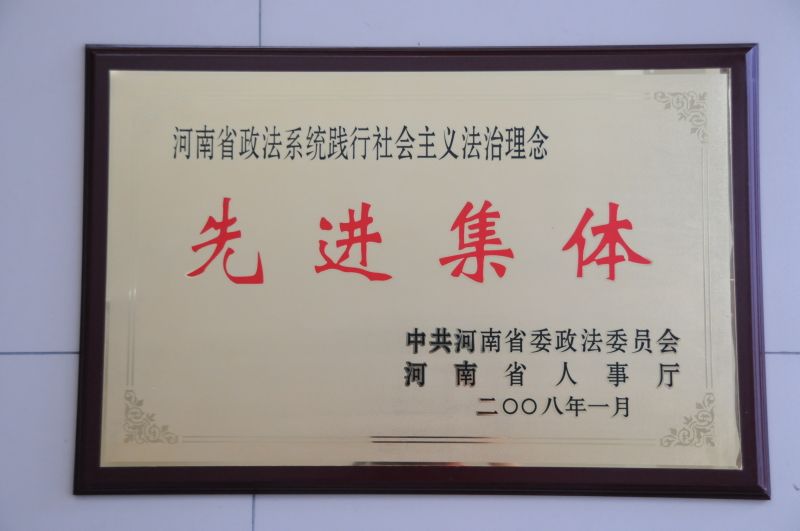 河南省政法系统践行社会主义法治理念
先进集体
中共河南省委政法委员会
河南省人事厅
二〇〇八年一月